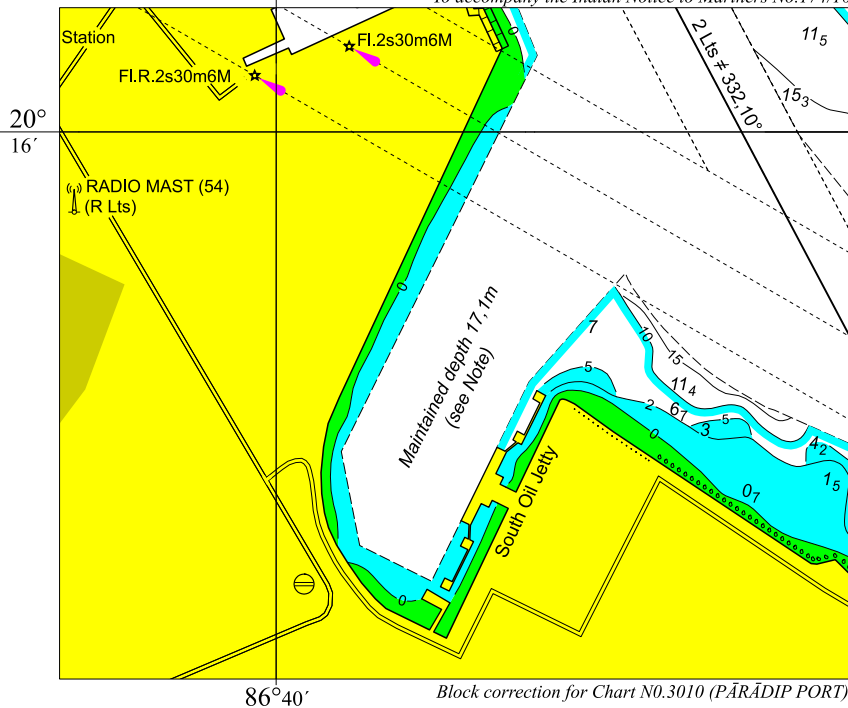 To accompany the Indian Notice to Mariners No.174/16
Station
Fl.2s30m6M
Fl.R.2s30m6M
2 Lts ≠ 332,10°
11₅
15₃
20°
16′
RADIO MAST (54)
(R Lts)
0
0
Maintained depth 17,1m
(see Note)
7
10
15
5
11₄
2
6₇
5
3
0
4₂
1₅
0₇
South Oil Jetty
0
86°40′
Block correction for Chart N0.3010 (PĀRĀDIP PORT)